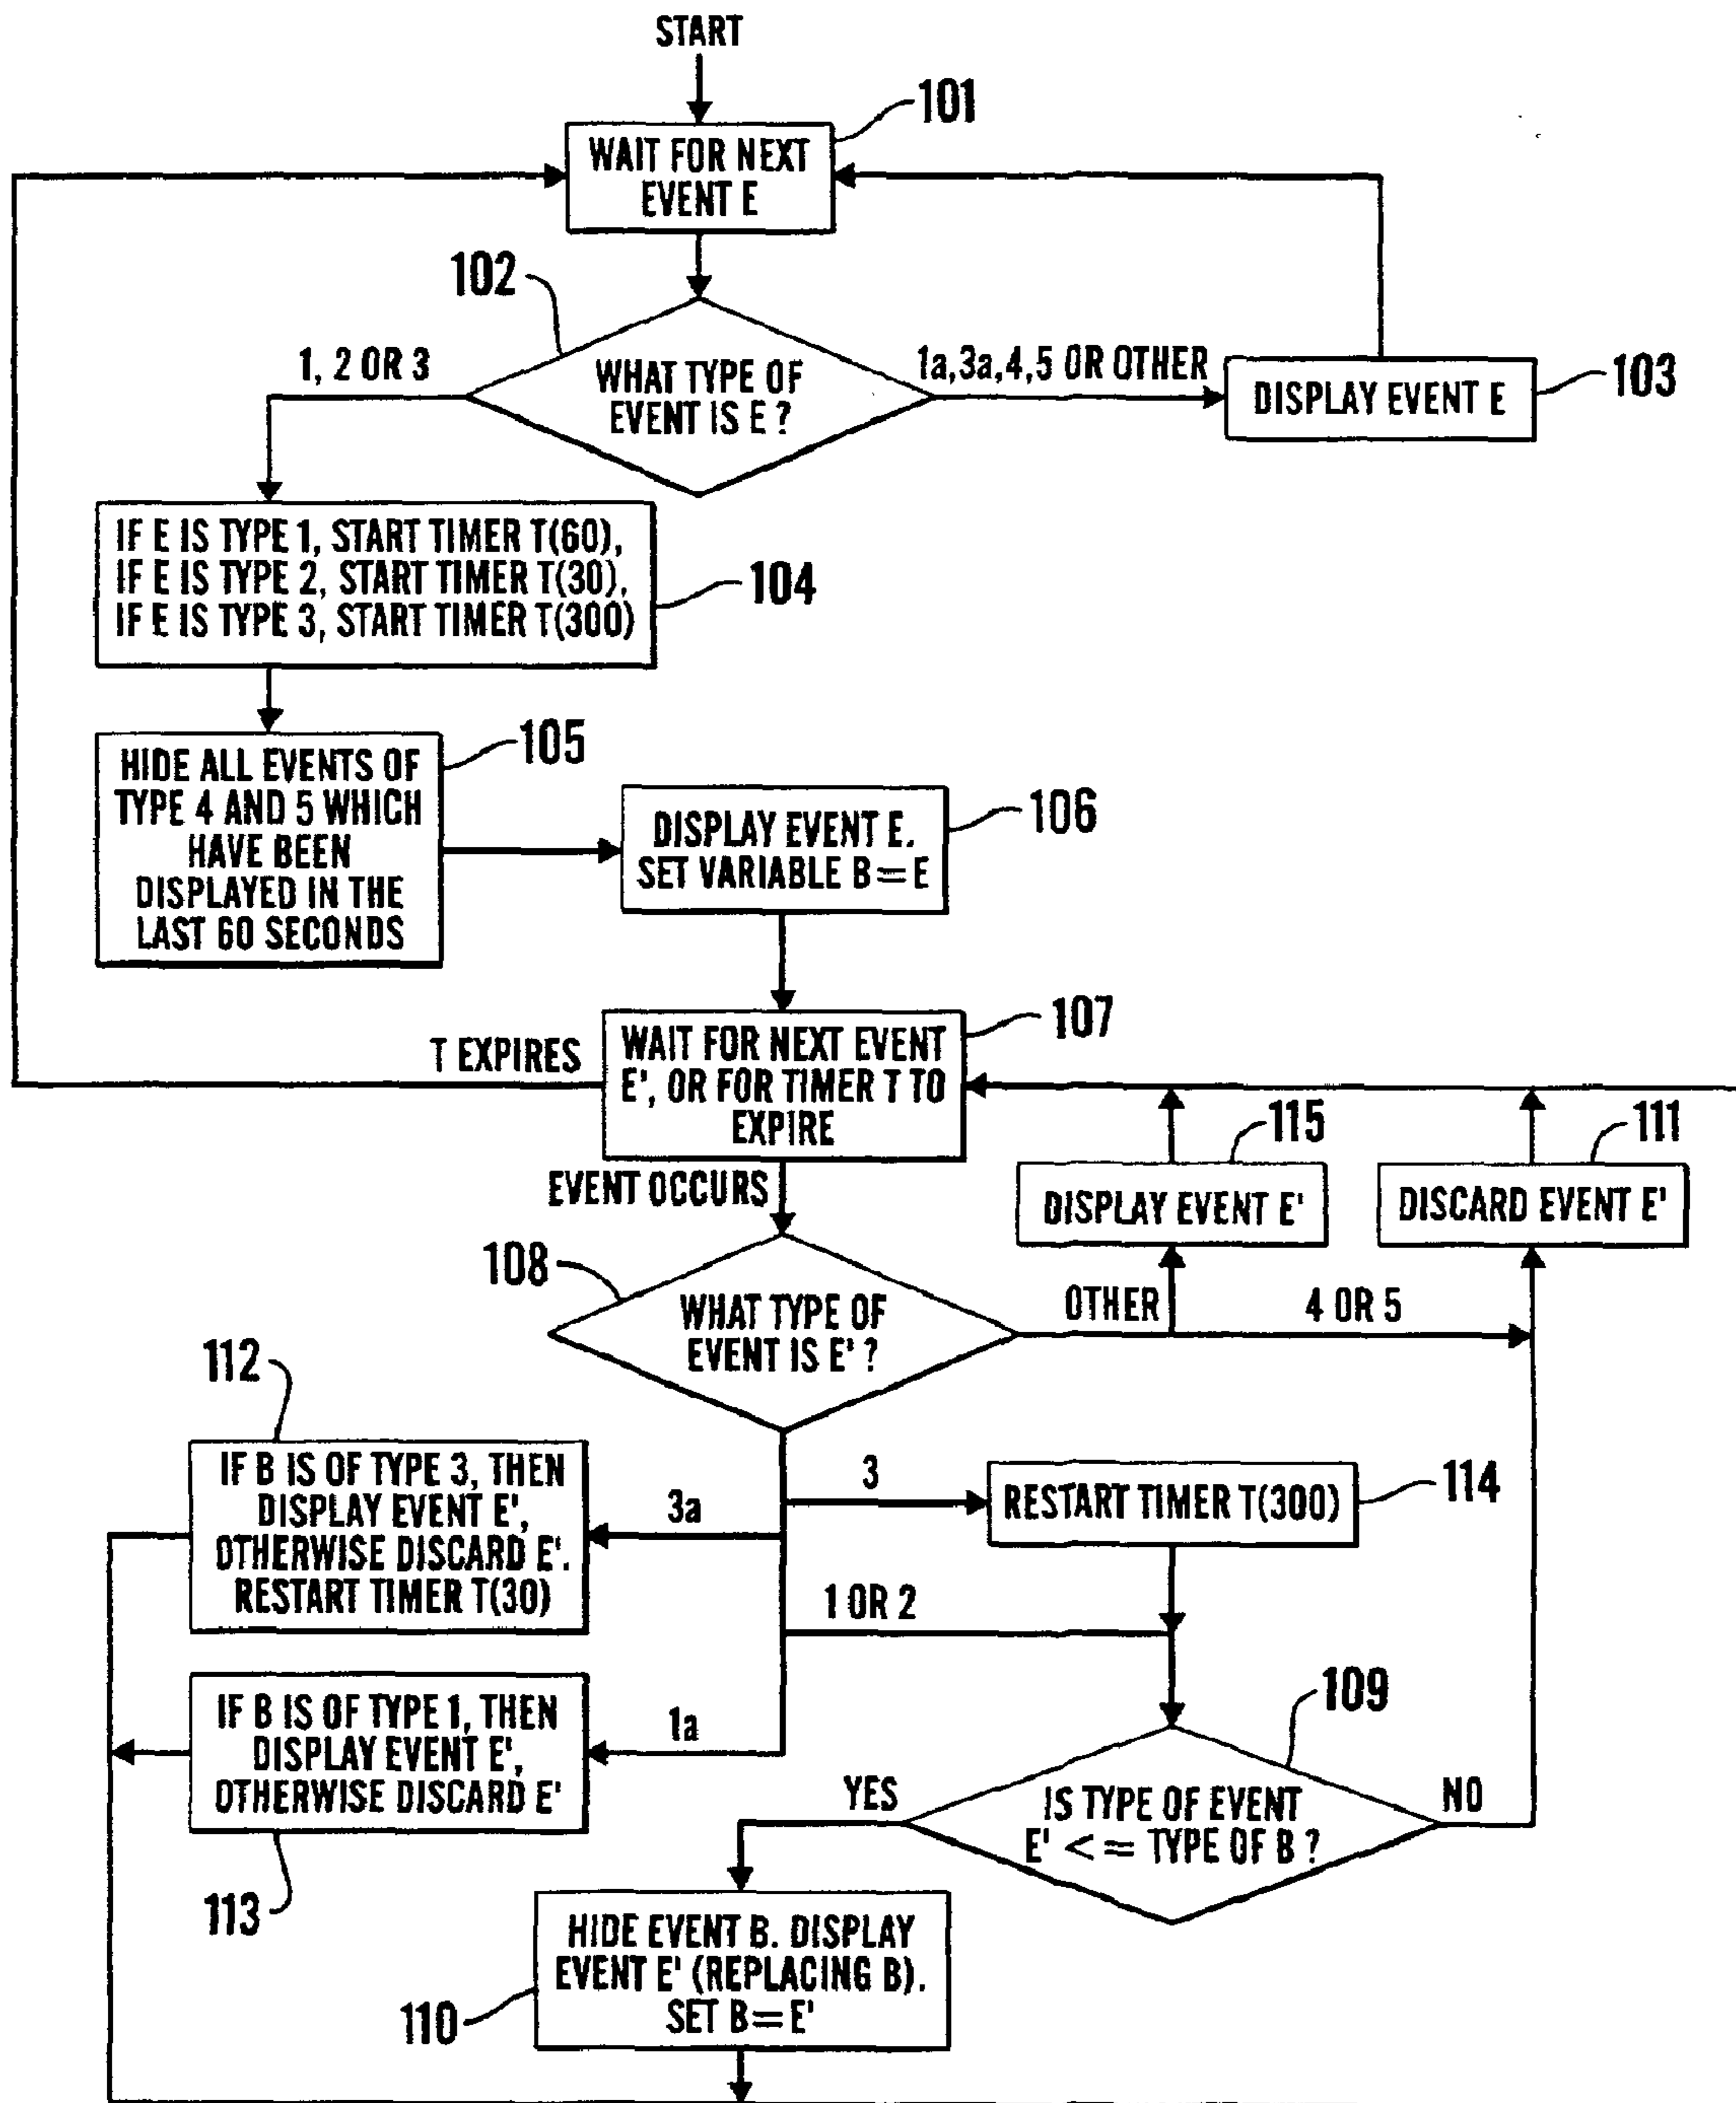 START
101
WAIT FOR NEXT
EVENT E
102
1, 2 OR 3
WHAT TYPE OF
EVENT IS E ?
1a,3a,4,5 OR OTHER
DISPLAY EVENT E
103
IF E IS TYPE 1, START TIMER T(60),
IF E IS TYPE 2, START TIMER T(30),
IF E IS TYPE 3, START TIMER T(300)
104
HIDE ALL EVENTS OF
TYPE 4 AND 5 WHICH
HAVE BEEN
DISPLAYED IN THE
LAST 60 SECONDS
105
DISPLAY EVENT E.
SET VARIABLE B=E
106
T EXPIRES
WAIT FOR NEXT EVENT
E', OR FOR TIMER T TO
EXPIRE
107
EVENT OCCURS
115
DISPLAY EVENT E'
111
DISCARD EVENT E'
108
WHAT TYPE OF
EVENT IS E' ?
OTHER
4 OR 5
112
IF B IS OF TYPE 3, THEN
DISPLAY EVENT E',
OTHERWISE DISCARD E'.
RESTART TIMER T(30)
3a
3
RESTART TIMER T(300)
114
1 OR 2
IF B IS OF TYPE 1, THEN
DISPLAY EVENT E',
OTHERWISE DISCARD E'
1a
113
109
YES
IS TYPE OF EVENT
E' <= TYPE OF B ?
NO
HIDE EVENT B. DISPLAY
EVENT E' (REPLACING B).
SET B=E'
110